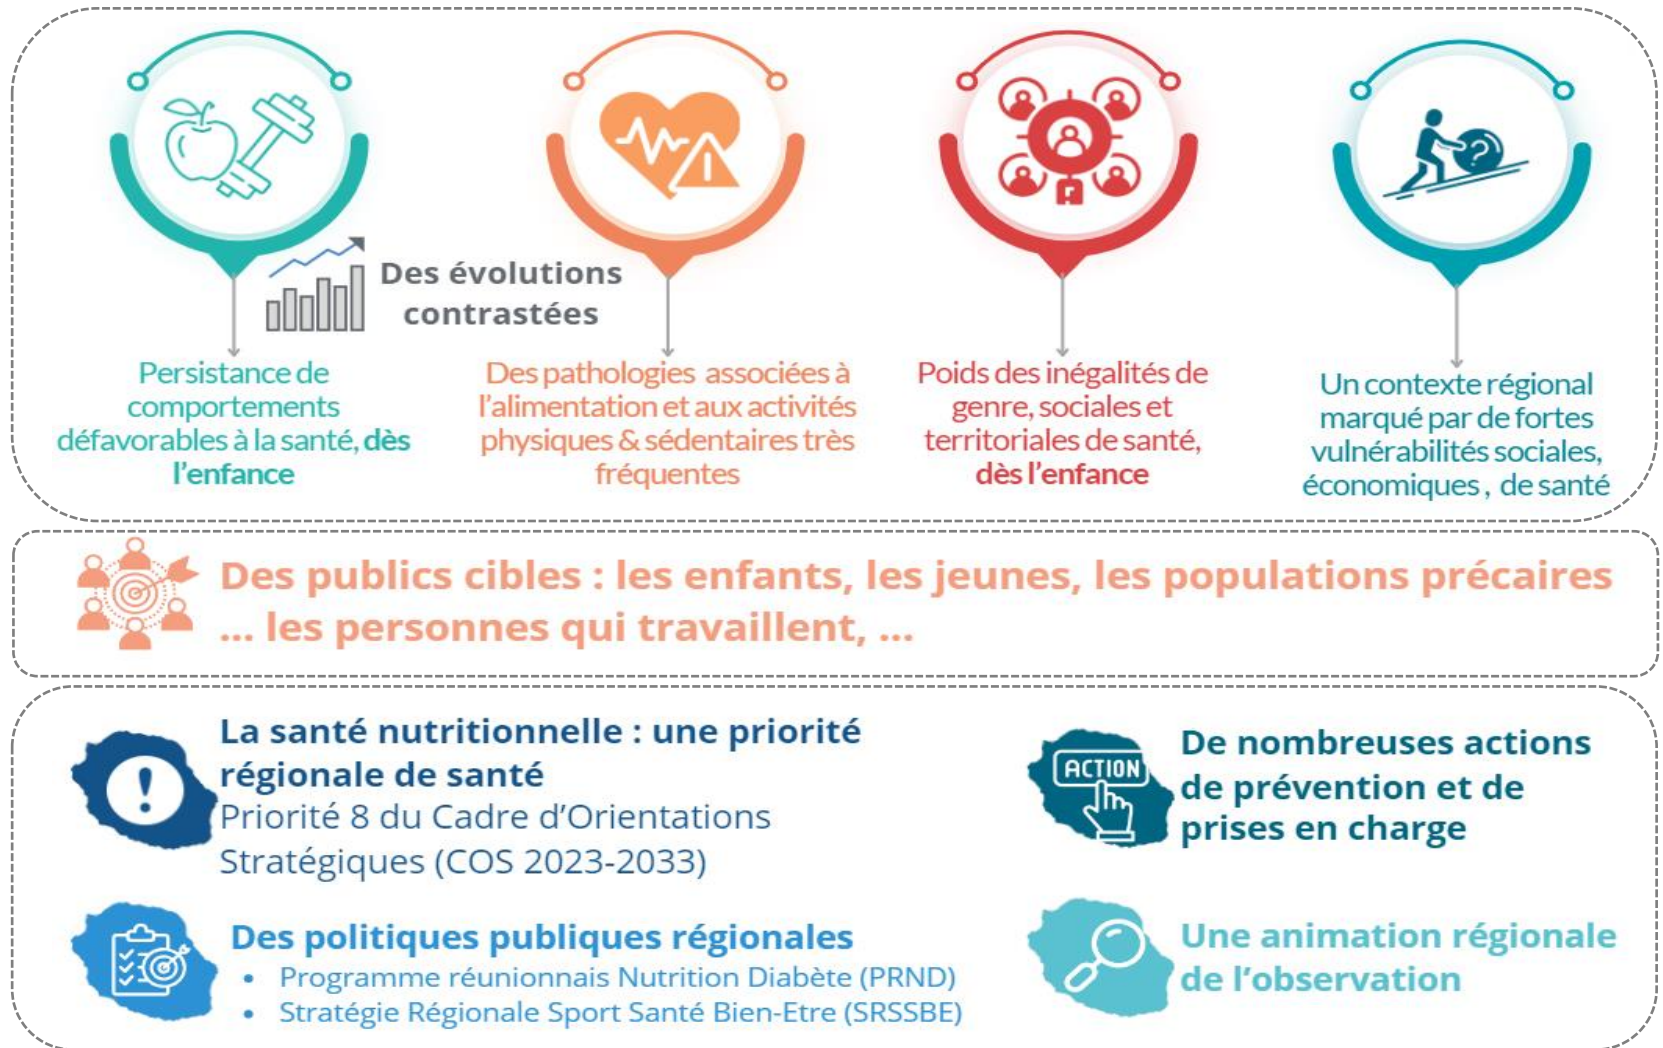 Des évolutions
contrastées
Persistance de
comportements
défavorables à la santé, dès
l'enfance
Des pathologies associées à
l'alimentation et aux activités
physiques & sédentaires très
fréquentes
Poids des inégalités de
genre, sociales et
territoriales de santé,
dès l'enfance
?
Un contexte régional
marqué par de fortes
vulnérabilités sociales,
économiques , de santé
Des publics cibles : les enfants, les jeunes, les populations précaires
... les personnes qui travaillent, ...
!
La santé nutritionnelle : une priorité
régionale de santé
Priorité 8 du Cadre d'Orientations
Stratégiques (COS 2023-2033)
ACTION
De nombreuses actions
de prévention et de
prises en charge
Des politiques publiques régionales
• Programme réunionnais Nutrition Diabète (PRND)
• Stratégie Régionale Sport Santé Bien-Etre (SRSSBE)
Une animation régionale
de l'observation